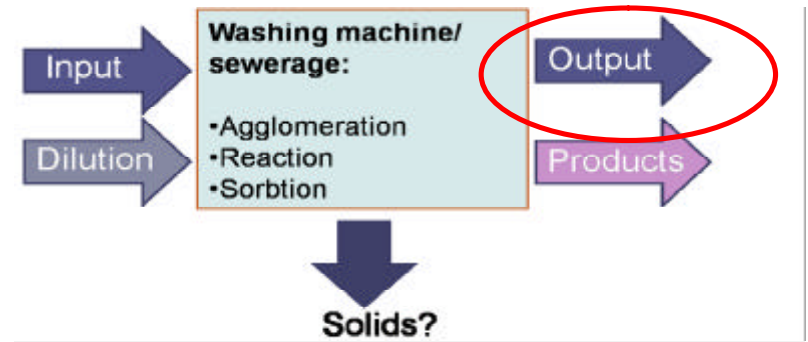 Input
Dilution
Washing machine/
sewerage:
•Agglomeration
•Reaction
•Sorbtion
Output
Products
Solids?